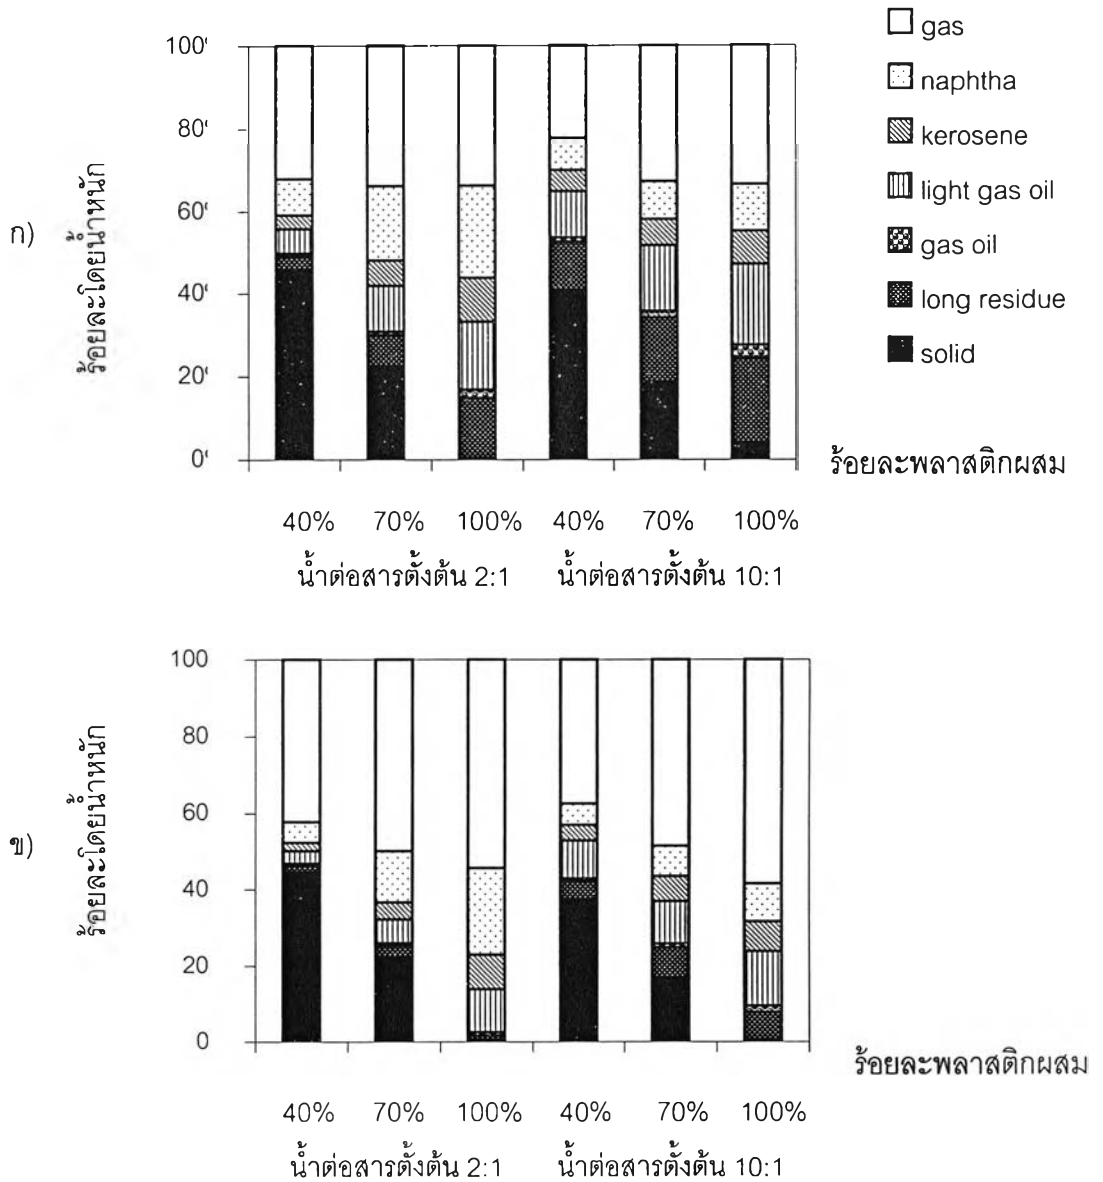 gas
naphtha
kerosene
light gas oil
gas oil
long residue
solid
ก)
ร้อยละโดยน้ำหนัก
100‘
80‘
60‘
40‘
20‘
0‘
ร้อยละพลาสติกผสม
40% 70% 100% 40% 70% 100%
น้ำต่อสารตั้งต้น 2:1 น้ำต่อสารตั้งต้น 10:1
ข)
ร้อยละโดยน้ำหนัก
100
80
60
40
20
0
ร้อยละพลาสติกผสม
40% 70% 100% 40% 70% 100%
น้ำต่อสารตั้งต้น 2:1 น้ำต่อสารตั้งต้น 10:1